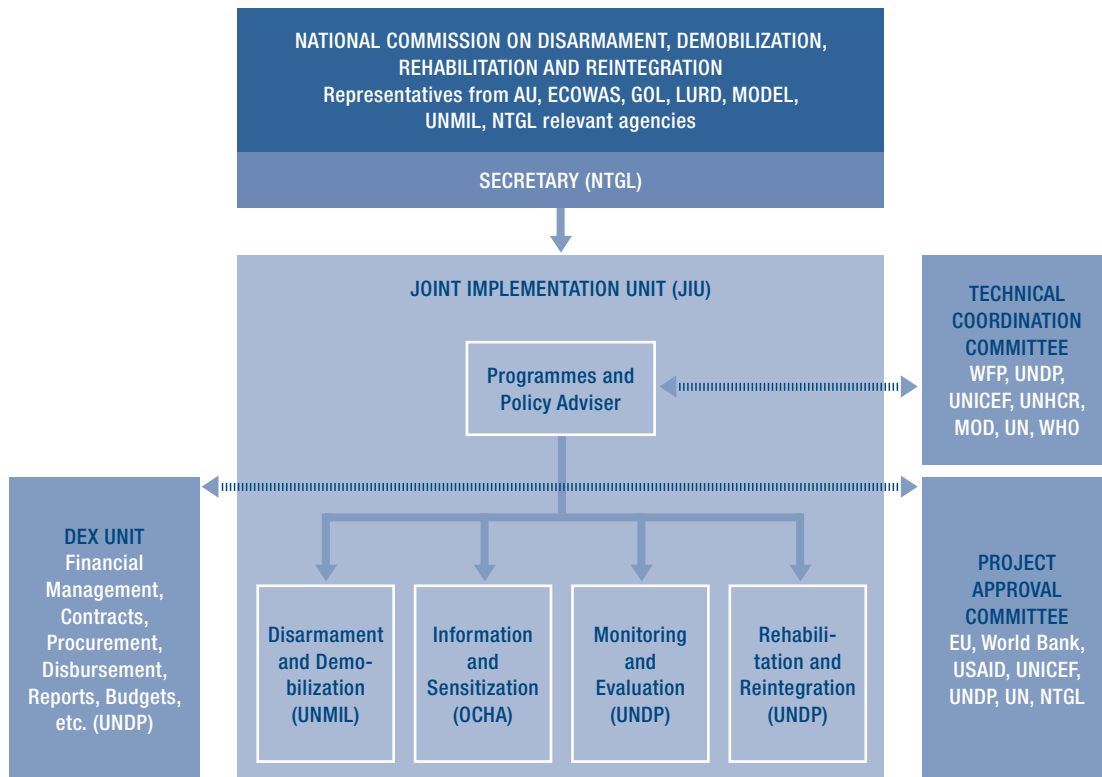 NATIONAL COMMISSION ON DISARMAMENT, DEMOBILIZATION,
REHABILITATION AND REINTEGRATION
Representatives from AU, ECOWAS, GOL, LURD, MODEL,
UNMIL, NTGL relevant agencies
SECRETARY (NTGL)
JOINT IMPLEMENTATION UNIT (JIU)
Programmes and
Policy Adviser
TECHNICAL
COORDINATION
COMMITTEE
WFP, UNDP,
UNICEF, UNHCR,
MOD, UN, WHO
DEX UNIT
Financial
Management,
Contracts,
Procurement,
Disbursement,
Reports, Budgets,
etc. (UNDP)
Disarmament
and Demo-
bilization
(UNMIL)
Information
and
Sensitization
(OCHA)
Monitoring
and
Evaluation
(UNDP)
Rehabili-
tation and
Reintegration
(UNDP)
PROJECT
APPROVAL
COMMITTEE
EU, World Bank,
USAID, UNICEF,
UNDP, UN, NTGL